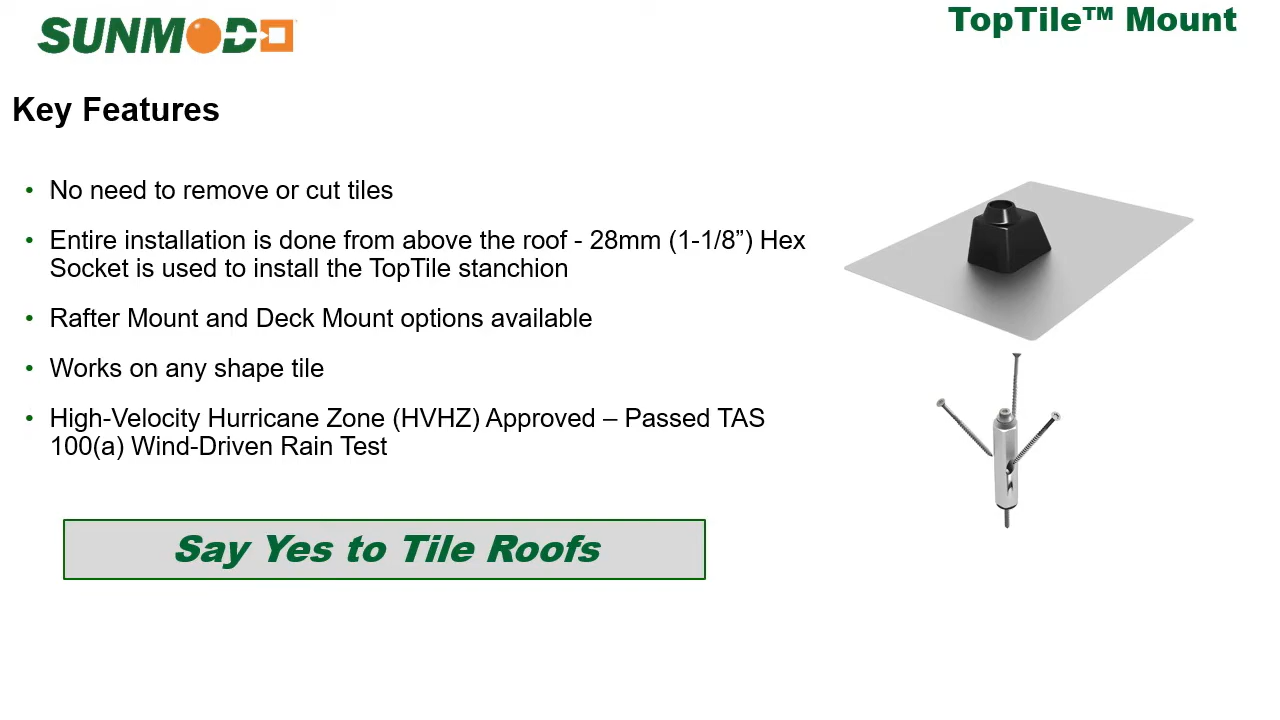 SUNMODO
TopTile™ Mount
Key Features
• No need to remove or cut tiles
• Entire installation is done from above the roof - 28mm (1-1/8”) Hex
Socket is used to install the TopTile stanchion
• Rafter Mount and Deck Mount options available
• Works on any shape tile
• High-Velocity Hurricane Zone (HVHZ) Approved – Passed TAS
100(a) Wind-Driven Rain Test
Say Yes to Tile Roofs